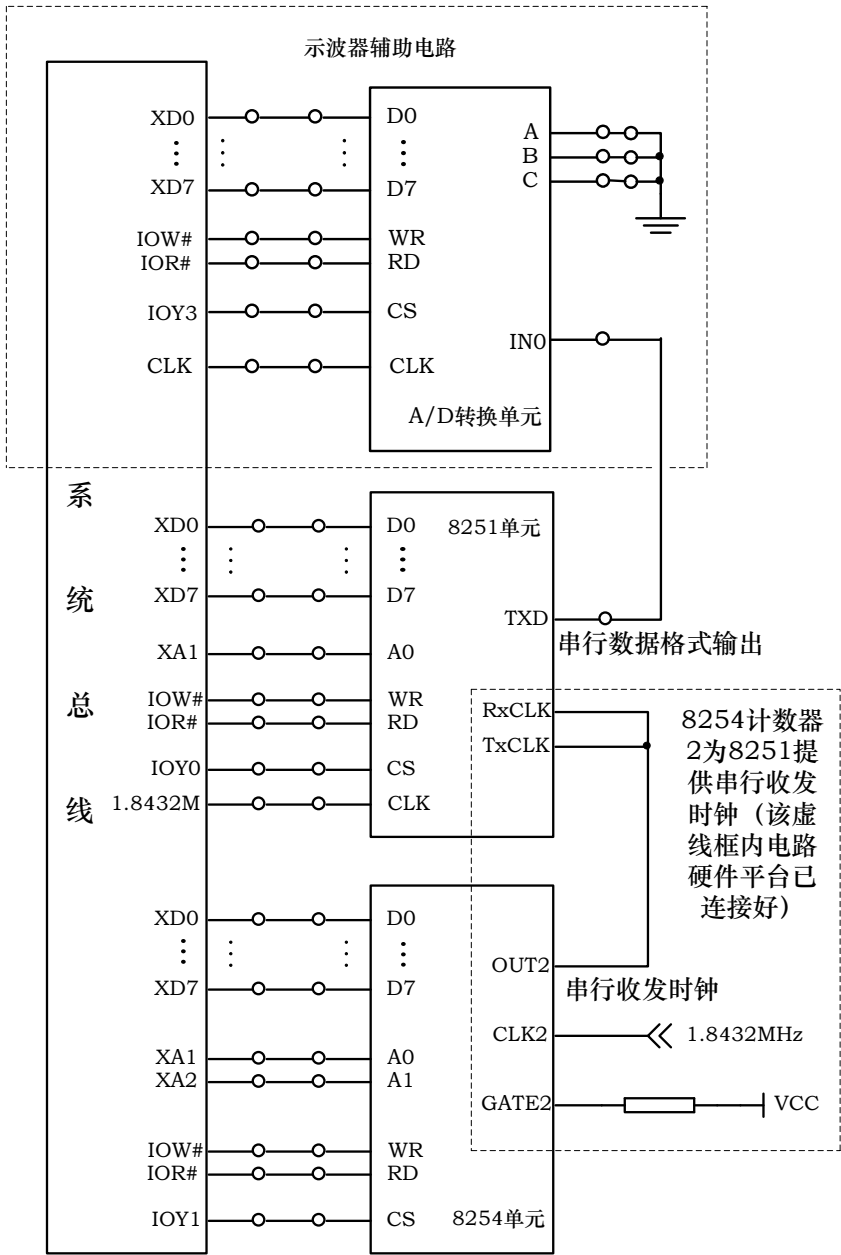 示波器辅助电路
XD0
D0
A
B
C
XD7
D7
IOW#
WR
IOR#
RD
IOY3
CS
IN0
CLK
CLK
A/D转换单元
系
统
总
线
XD0
D0
8251单元
XD7
D7
TXD
串行数据格式输出
XA1
A0
IOW#
WR
IOR#
RD
IOY0
CS
1.8432M
CLK
RxCLK
TxCLK
8254计数器
2为8251提
供串行收发
时钟（该虚
线框内电路
硬件平台已
连接好）
XD0
D0
XD7
D7
OUT2
串行收发时钟
CLK2
1.8432MHz
XA1
A0
XA2
A1
GATE2
VCC
IOW#
WR
IOR#
RD
IOY1
CS
8254单元